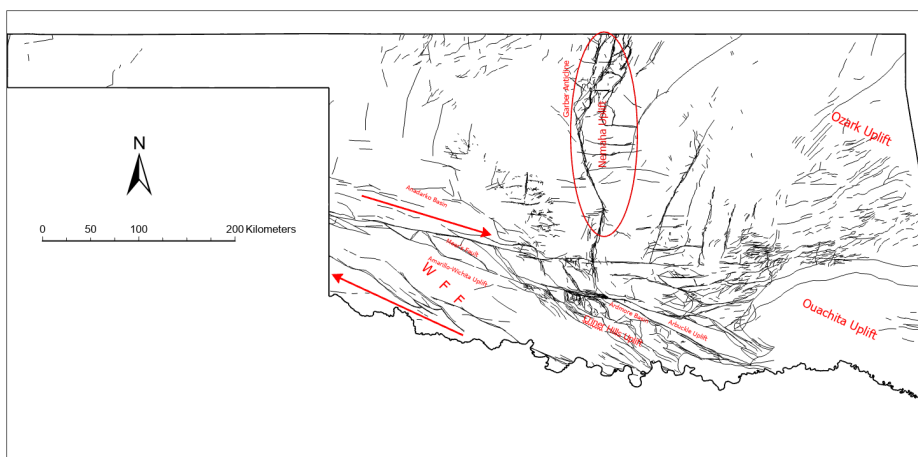 Garber Anticline
Nemaha Uplift
Ozark Uplift
N
0 50 100 200 Kilometers
Anadarko Basin
Meers Fault
Amarillo-Wichita Uplift
W F F
Ardmore Basin
Criner Hills Uplift
Arbuckle Uplift
Ouachita Uplift